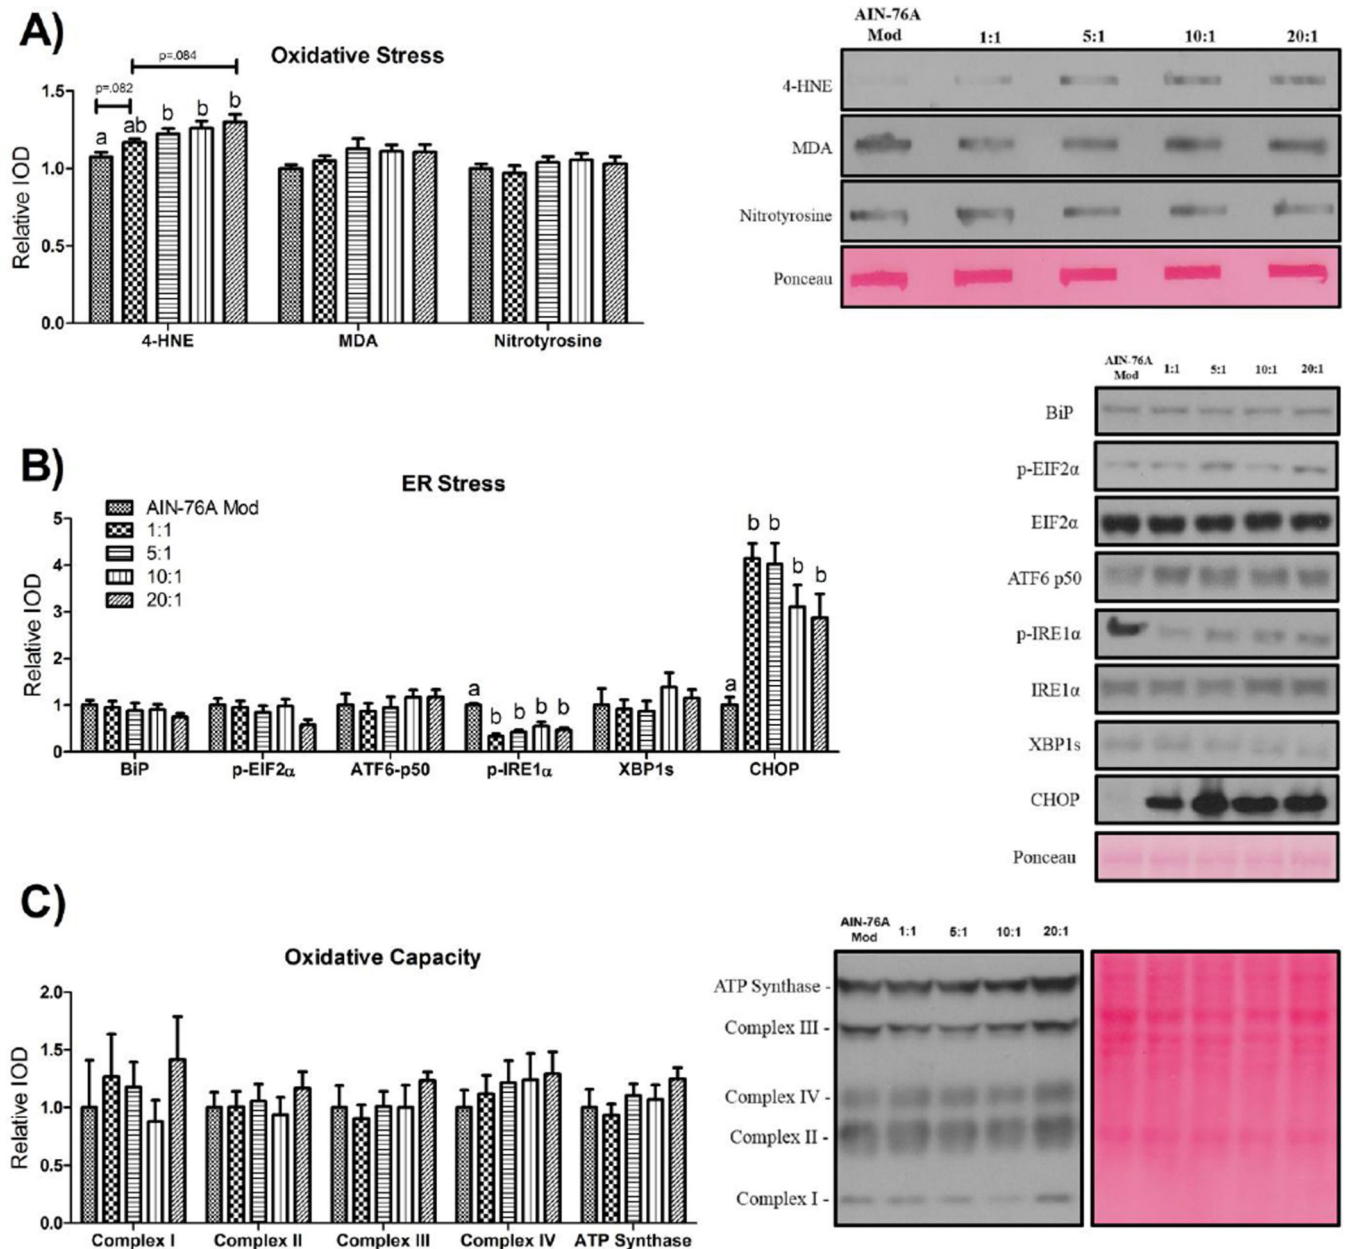 A)
Oxidative Stress
p=.084
p=.082
a ab b b b
Relative IOD
1.5
1.0
0.5
0.0
4-HNE MDA Nitrotyrosine
AIN-76A
Mod 1:1 5:1 10:1 20:1
4-HNE
MDA
Nitrotyrosine
Ponceau
B)
ER Stress
AIN-76A Mod
1:1
5:1
10:1
20:1
Relative IOD
5
4
3
2
1
0
a b b b b
a b b b b
BiP p-EIF2α ATF6-p50 p-IRE1α XBP1s CHOP
AIN-76A
Mod 1:1 5:1 10:1 20:1
BiP
p-EIF2α
EIF2α
ATF6 p50
p-IRE1α
IRE1α
XBP1s
CHOP
Ponceau
C)
Oxidative Capacity
Relative IOD
2.0
1.5
1.0
0.5
0.0
Complex I Complex II Complex III Complex IV ATP Synthase
AIN-76A
Mod 1:1 5:1 10:1 20:1
ATP Synthase -
Complex III -
Complex IV -
Complex II -
Complex I -